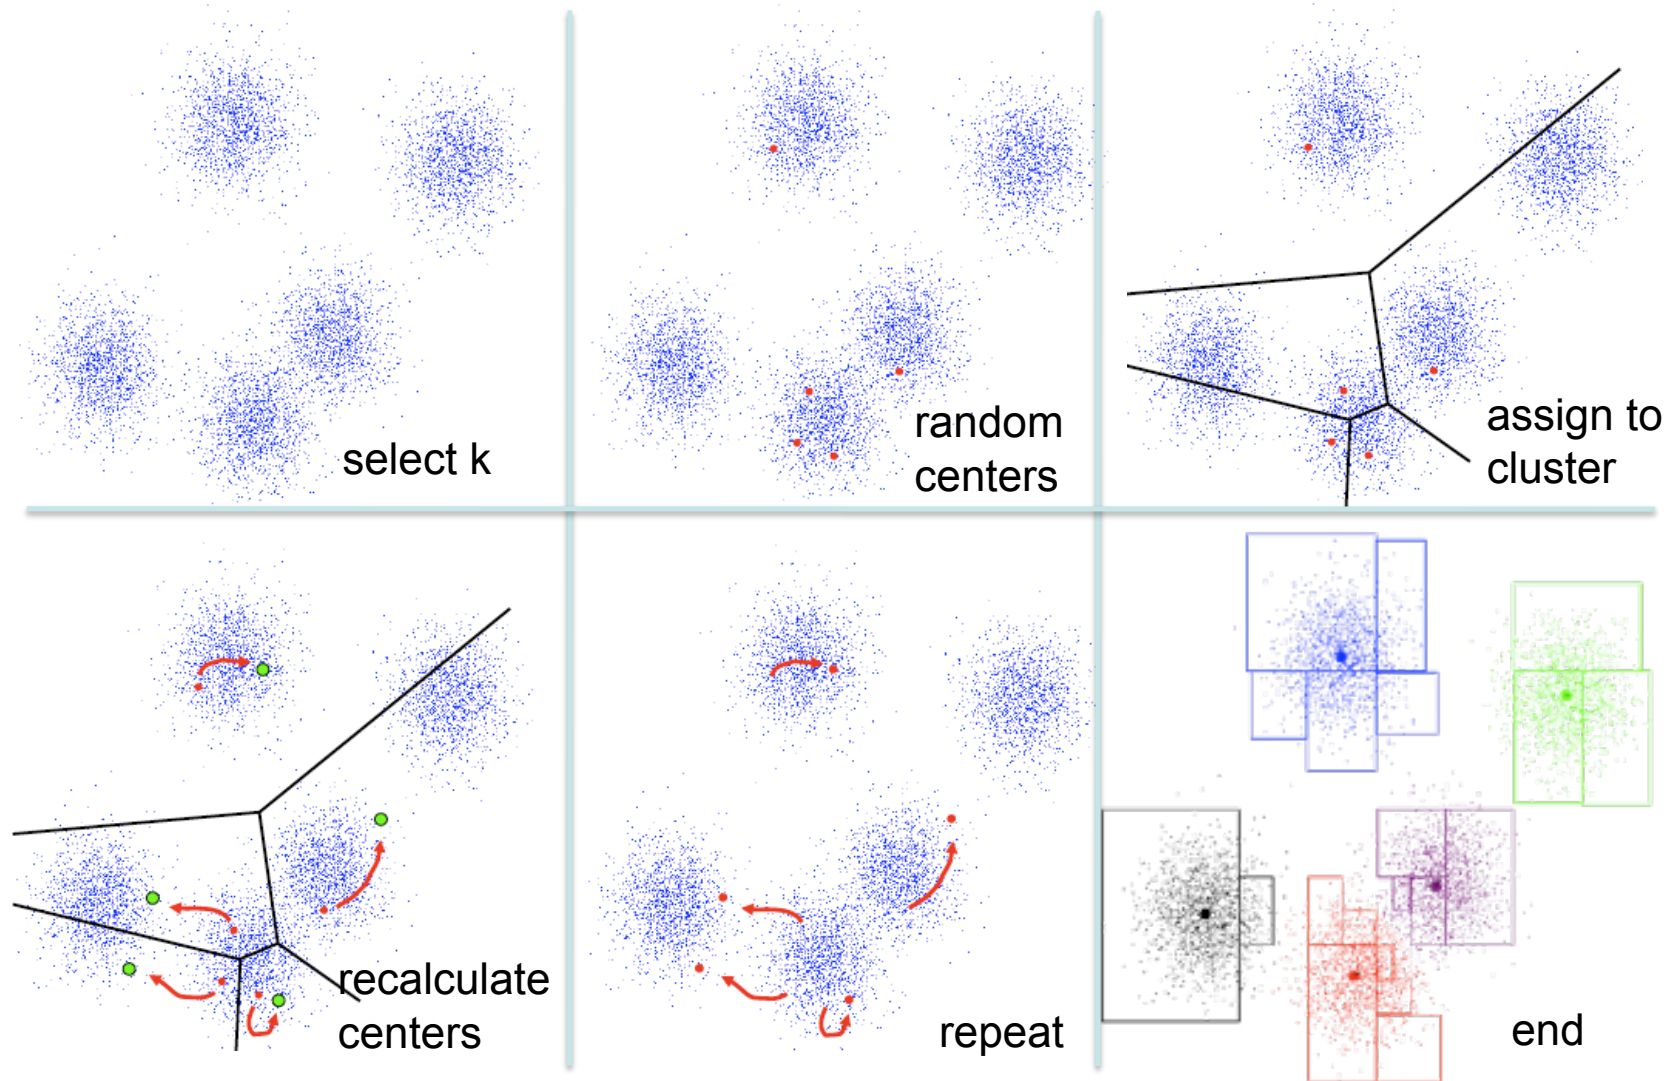 select k
random
centers
assign to
cluster
recalculate
centers
repeat
end